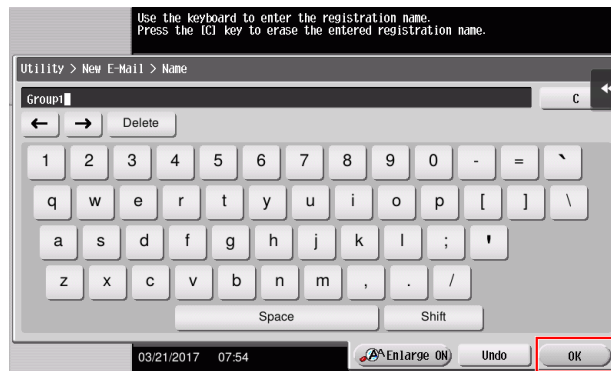 Use the keyboard to enter the registration name.
Press the [C] key to erase the entered registration name.
Utility > New E-Mail > Name
Group1
C
← → Delete
1 2 3 4 5 6 7 8 9 0 - = `
q w e r t y u i o p [ ] \
a s d f g h j k l ; '
z x c v b n m , . /
Space Shift
03/21/2017 07:54 AA Enlarge ON Undo OK